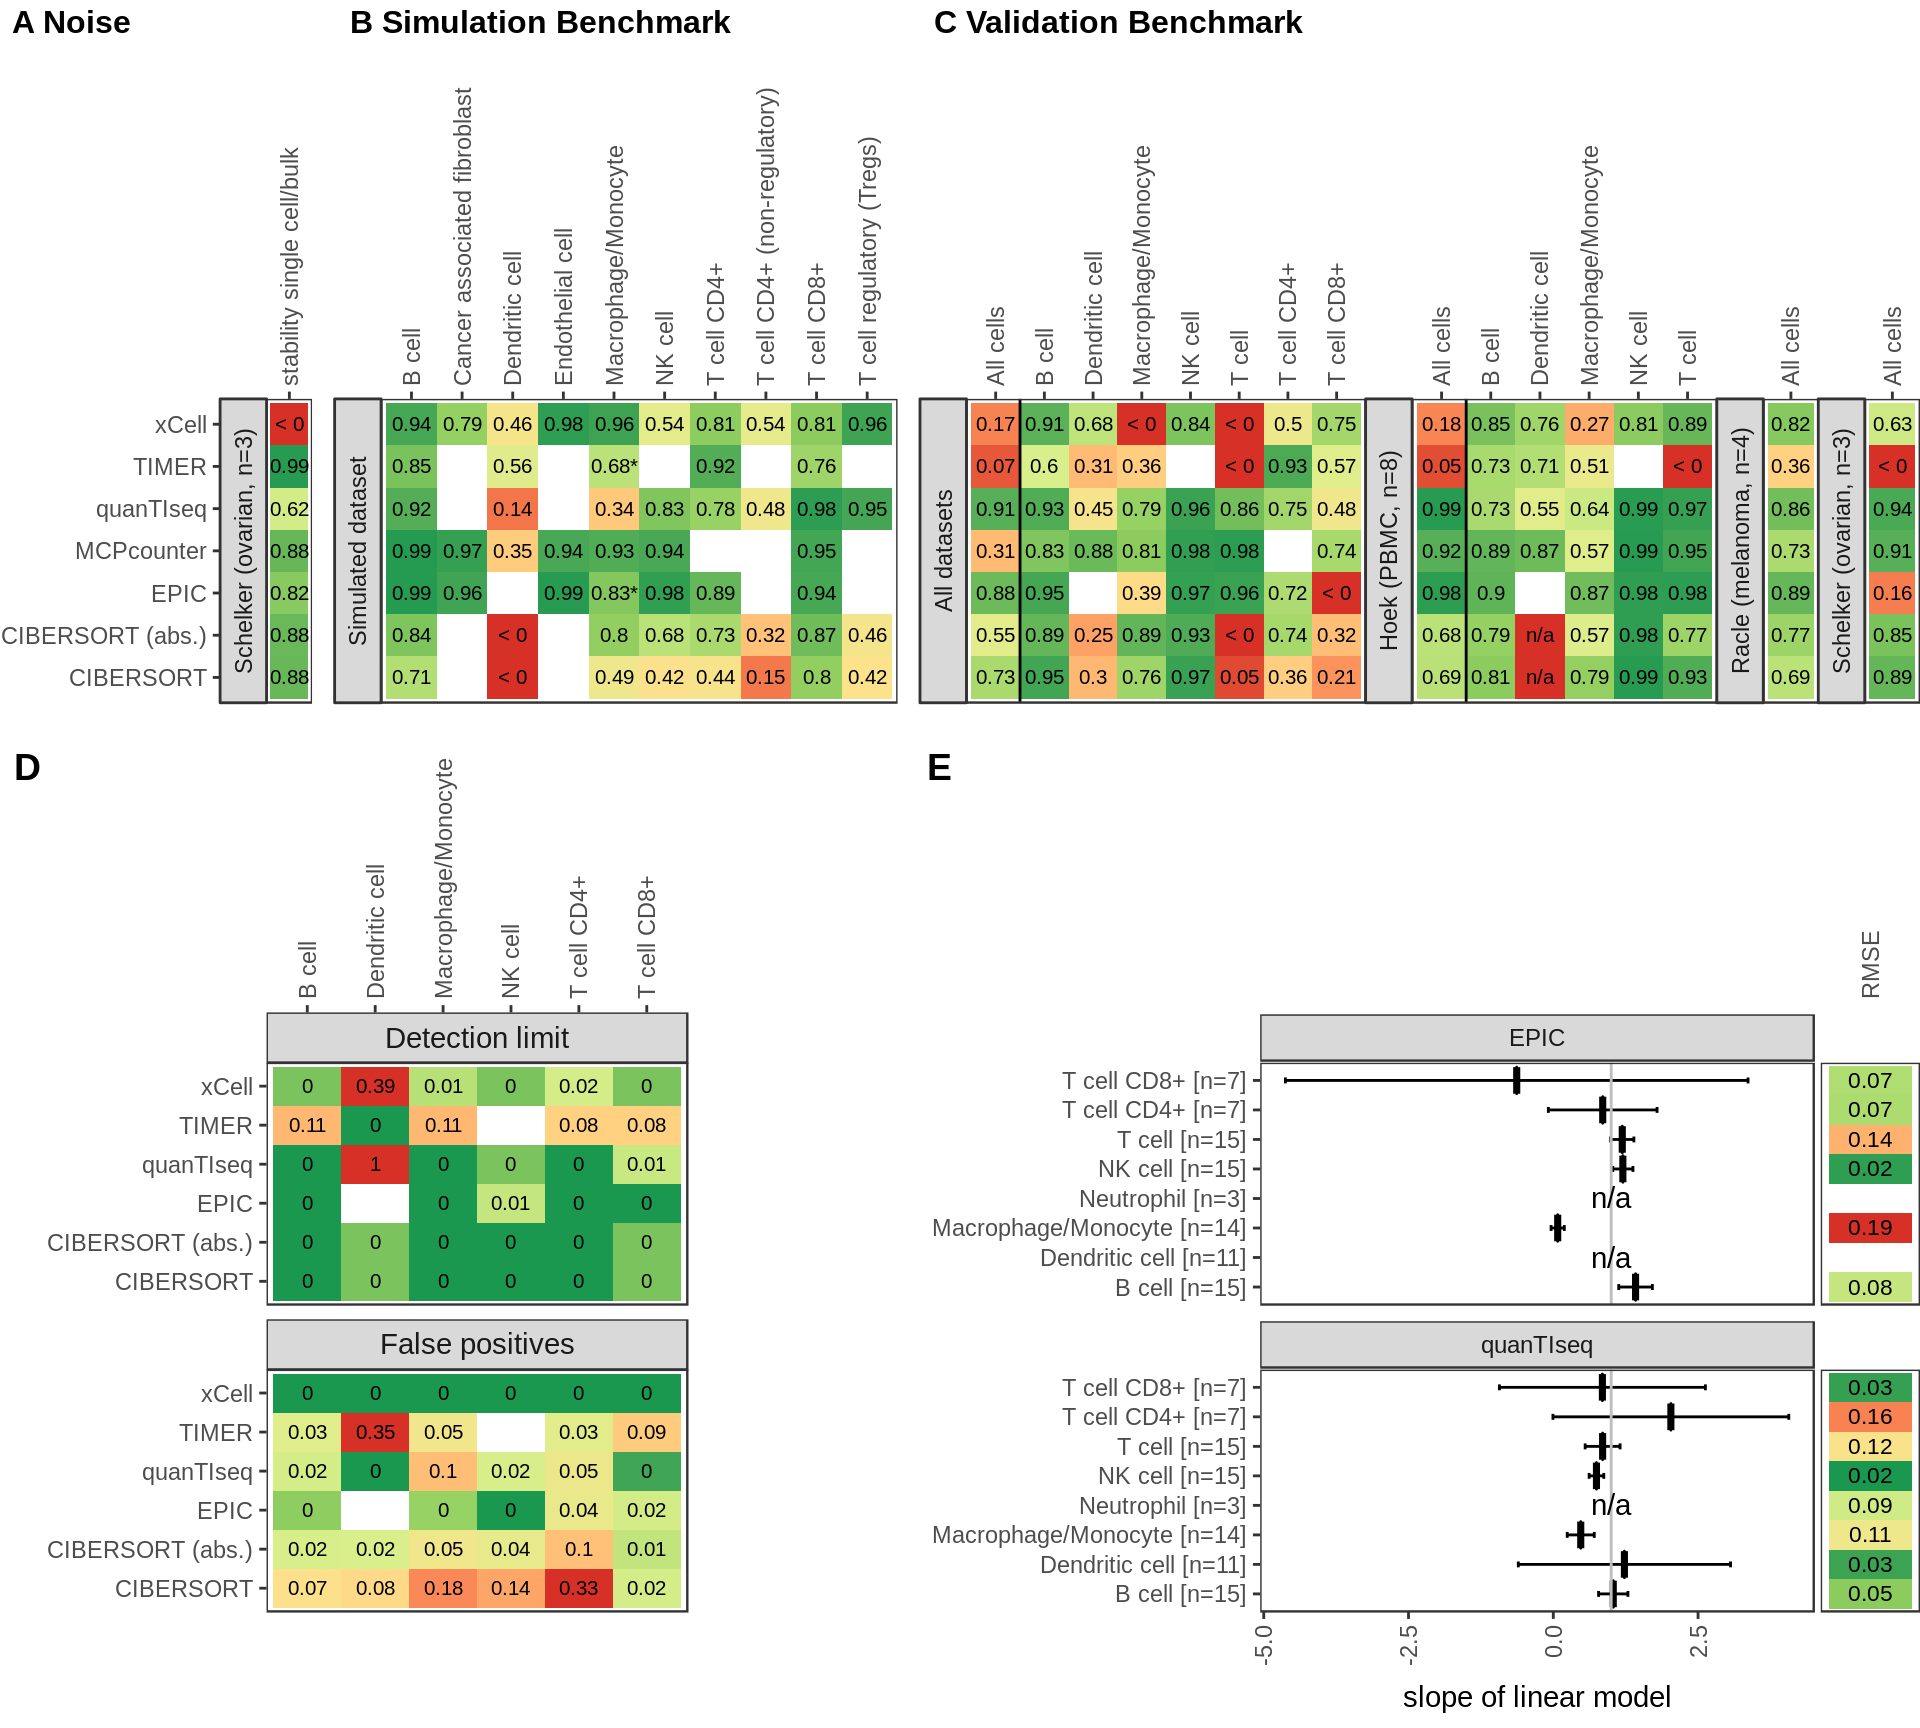 A Noise
B Simulation Benchmark
C Validation Benchmark
stability single cell/bulk
B cell
Cancer associated fibroblast
Dendritic cell
Endothelial cell
Macrophage/Monocyte
NK cell
T cell CD4+
T cell CD4+ (non-regulatory)
T cell CD8+
T cell regulatory (Tregs)
All cells
B cell
Dendritic cell
Macrophage/Monocyte
NK cell
T cell
T cell CD4+
T cell CD8+
All cells
B cell
Dendritic cell
Macrophage/Monocyte
NK cell
T cell
All cells
All cells
Schelker (ovarian, n=3)
Simulated dataset
All datasets
Hoek (PBMC, n=8)
Racle (melanoma, n=4)
Schelker (ovarian, n=3)
xCell < 0 0.94 0.79 0.46 0.98 0.96 0.54 0.81 0.54 0.81 0.96 0.17 0.91 0.68 < 0 0.84 < 0 0.5 0.75 0.18 0.85 0.76 0.27 0.81 0.89 0.82 0.63
TIMER 0.99 0.85 0.56 0.68* 0.92 0.76 0.07 0.6 0.31 0.36 < 0 0.93 0.57 0.05 0.73 0.71 0.51 < 0 0.36 < 0
quanTIseq 0.62 0.92 0.14 0.34 0.83 0.78 0.48 0.98 0.95 0.91 0.93 0.45 0.79 0.96 0.86 0.75 0.48 0.99 0.73 0.55 0.64 0.99 0.97 0.86 0.94
MCPcounter 0.88 0.99 0.97 0.35 0.94 0.93 0.94 0.95 0.31 0.83 0.88 0.81 0.98 0.98 0.74 0.92 0.89 0.87 0.57 0.99 0.95 0.73 0.91
EPIC 0.82 0.99 0.96 0.99 0.83* 0.98 0.89 0.94 0.88 0.95 0.39 0.97 0.96 0.72 < 0 0.98 0.9 0.87 0.98 0.98 0.89 0.16
CIBERSORT (abs.) 0.88 0.84 < 0 0.8 0.68 0.73 0.32 0.87 0.46 0.55 0.89 0.25 0.89 0.93 < 0 0.74 0.32 0.68 0.79 n/a 0.57 0.98 0.77 0.77 0.85
CIBERSORT 0.88 0.71 < 0 0.49 0.42 0.44 0.15 0.8 0.42 0.73 0.95 0.3 0.76 0.97 0.05 0.36 0.21 0.69 0.81 n/a 0.79 0.99 0.93 0.69 0.89
D
B cell
Dendritic cell
Macrophage/Monocyte
NK cell
T cell CD4+
T cell CD8+
Detection limit
xCell 0 0.39 0.01 0 0.02 0
TIMER 0.11 0 0.11 0.08 0.08
quanTIseq 0 1 0 0 0 0.01
EPIC 0 0 0.01 0 0
CIBERSORT (abs.) 0 0 0 0 0 0
CIBERSORT 0 0 0 0 0 0
False positives
xCell 0 0 0 0 0 0
TIMER 0.03 0.35 0.05 0.03 0.09
quanTIseq 0.02 0 0.1 0.02 0.05 0
EPIC 0 0 0 0.04 0.02
CIBERSORT (abs.) 0.02 0.02 0.05 0.04 0.1 0.01
CIBERSORT 0.07 0.08 0.18 0.14 0.33 0.02
E
RMSE
EPIC
T cell CD8+ [n=7] 0.07
T cell CD4+ [n=7] 0.07
T cell [n=15] 0.14
NK cell [n=15] 0.02
Neutrophil [n=3] n/a
Macrophage/Monocyte [n=14] 0.19
Dendritic cell [n=11] n/a
B cell [n=15] 0.08
quanTIseq
T cell CD8+ [n=7] 0.03
T cell CD4+ [n=7] 0.16
T cell [n=15] 0.12
NK cell [n=15] 0.02
Neutrophil [n=3] n/a 0.09
Macrophage/Monocyte [n=14] 0.11
Dendritic cell [n=11] 0.03
B cell [n=15] 0.05
-5.0 -2.5 0.0 2.5
slope of linear model